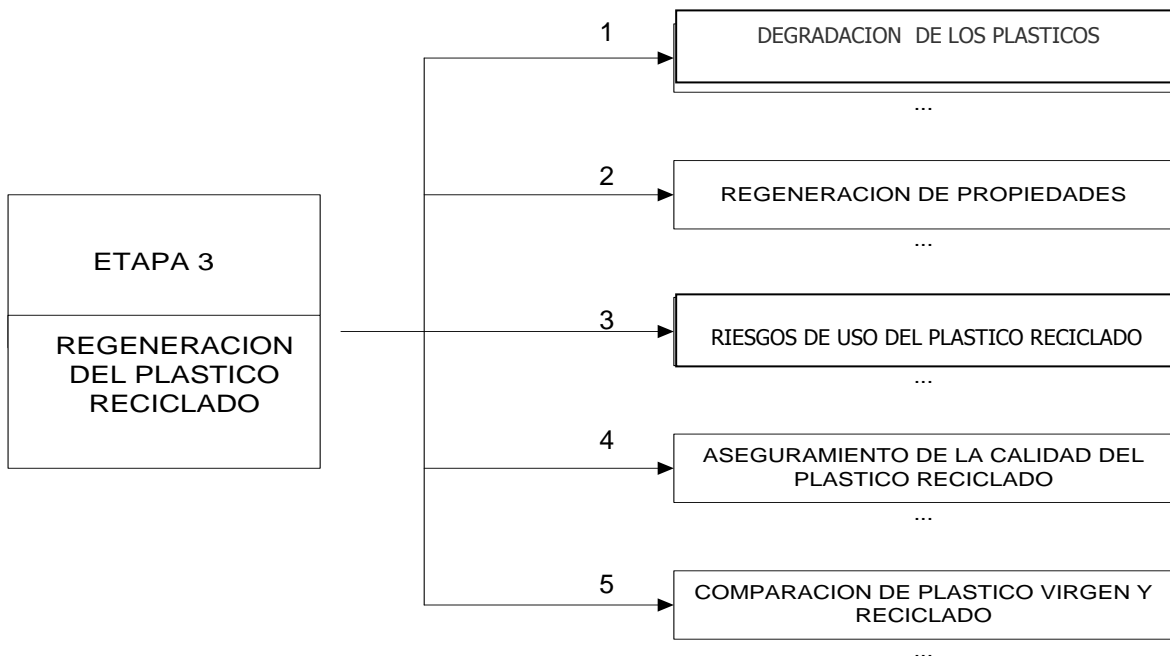 1
DEGRADACION DE LOS PLASTICOS
...
2
REGENERACION DE PROPIEDADES
...
ETAPA 3
REGENERACION
DEL PLASTICO
RECICLADO
3
RIESGOS DE USO DEL PLASTICO RECICLADO
...
4
ASEGURAMIENTO DE LA CALIDAD DEL
PLASTICO RECICLADO
...
5
COMPARACION DE PLASTICO VIRGEN Y
RECICLADO
...